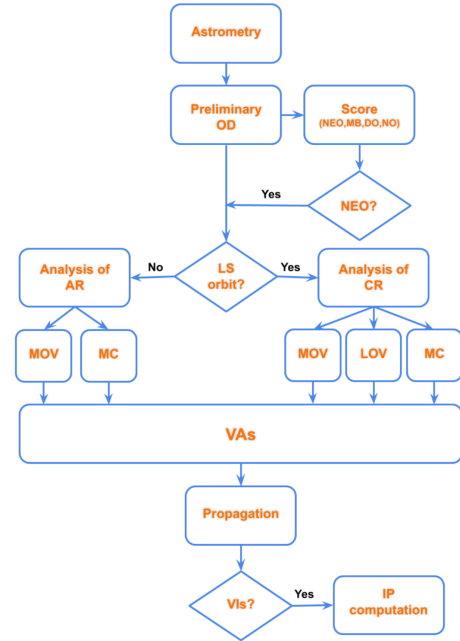 Astrometry
Preliminary
OD
Score
(NEO,MB,DO,NO)
Yes
NEO?
Analysis of
AR
No
LS
orbit?
Yes
Analysis of
CR
MOV
MC
MOV
LOV
MC
VAs
Propagation
VIs?
Yes
IP
computation